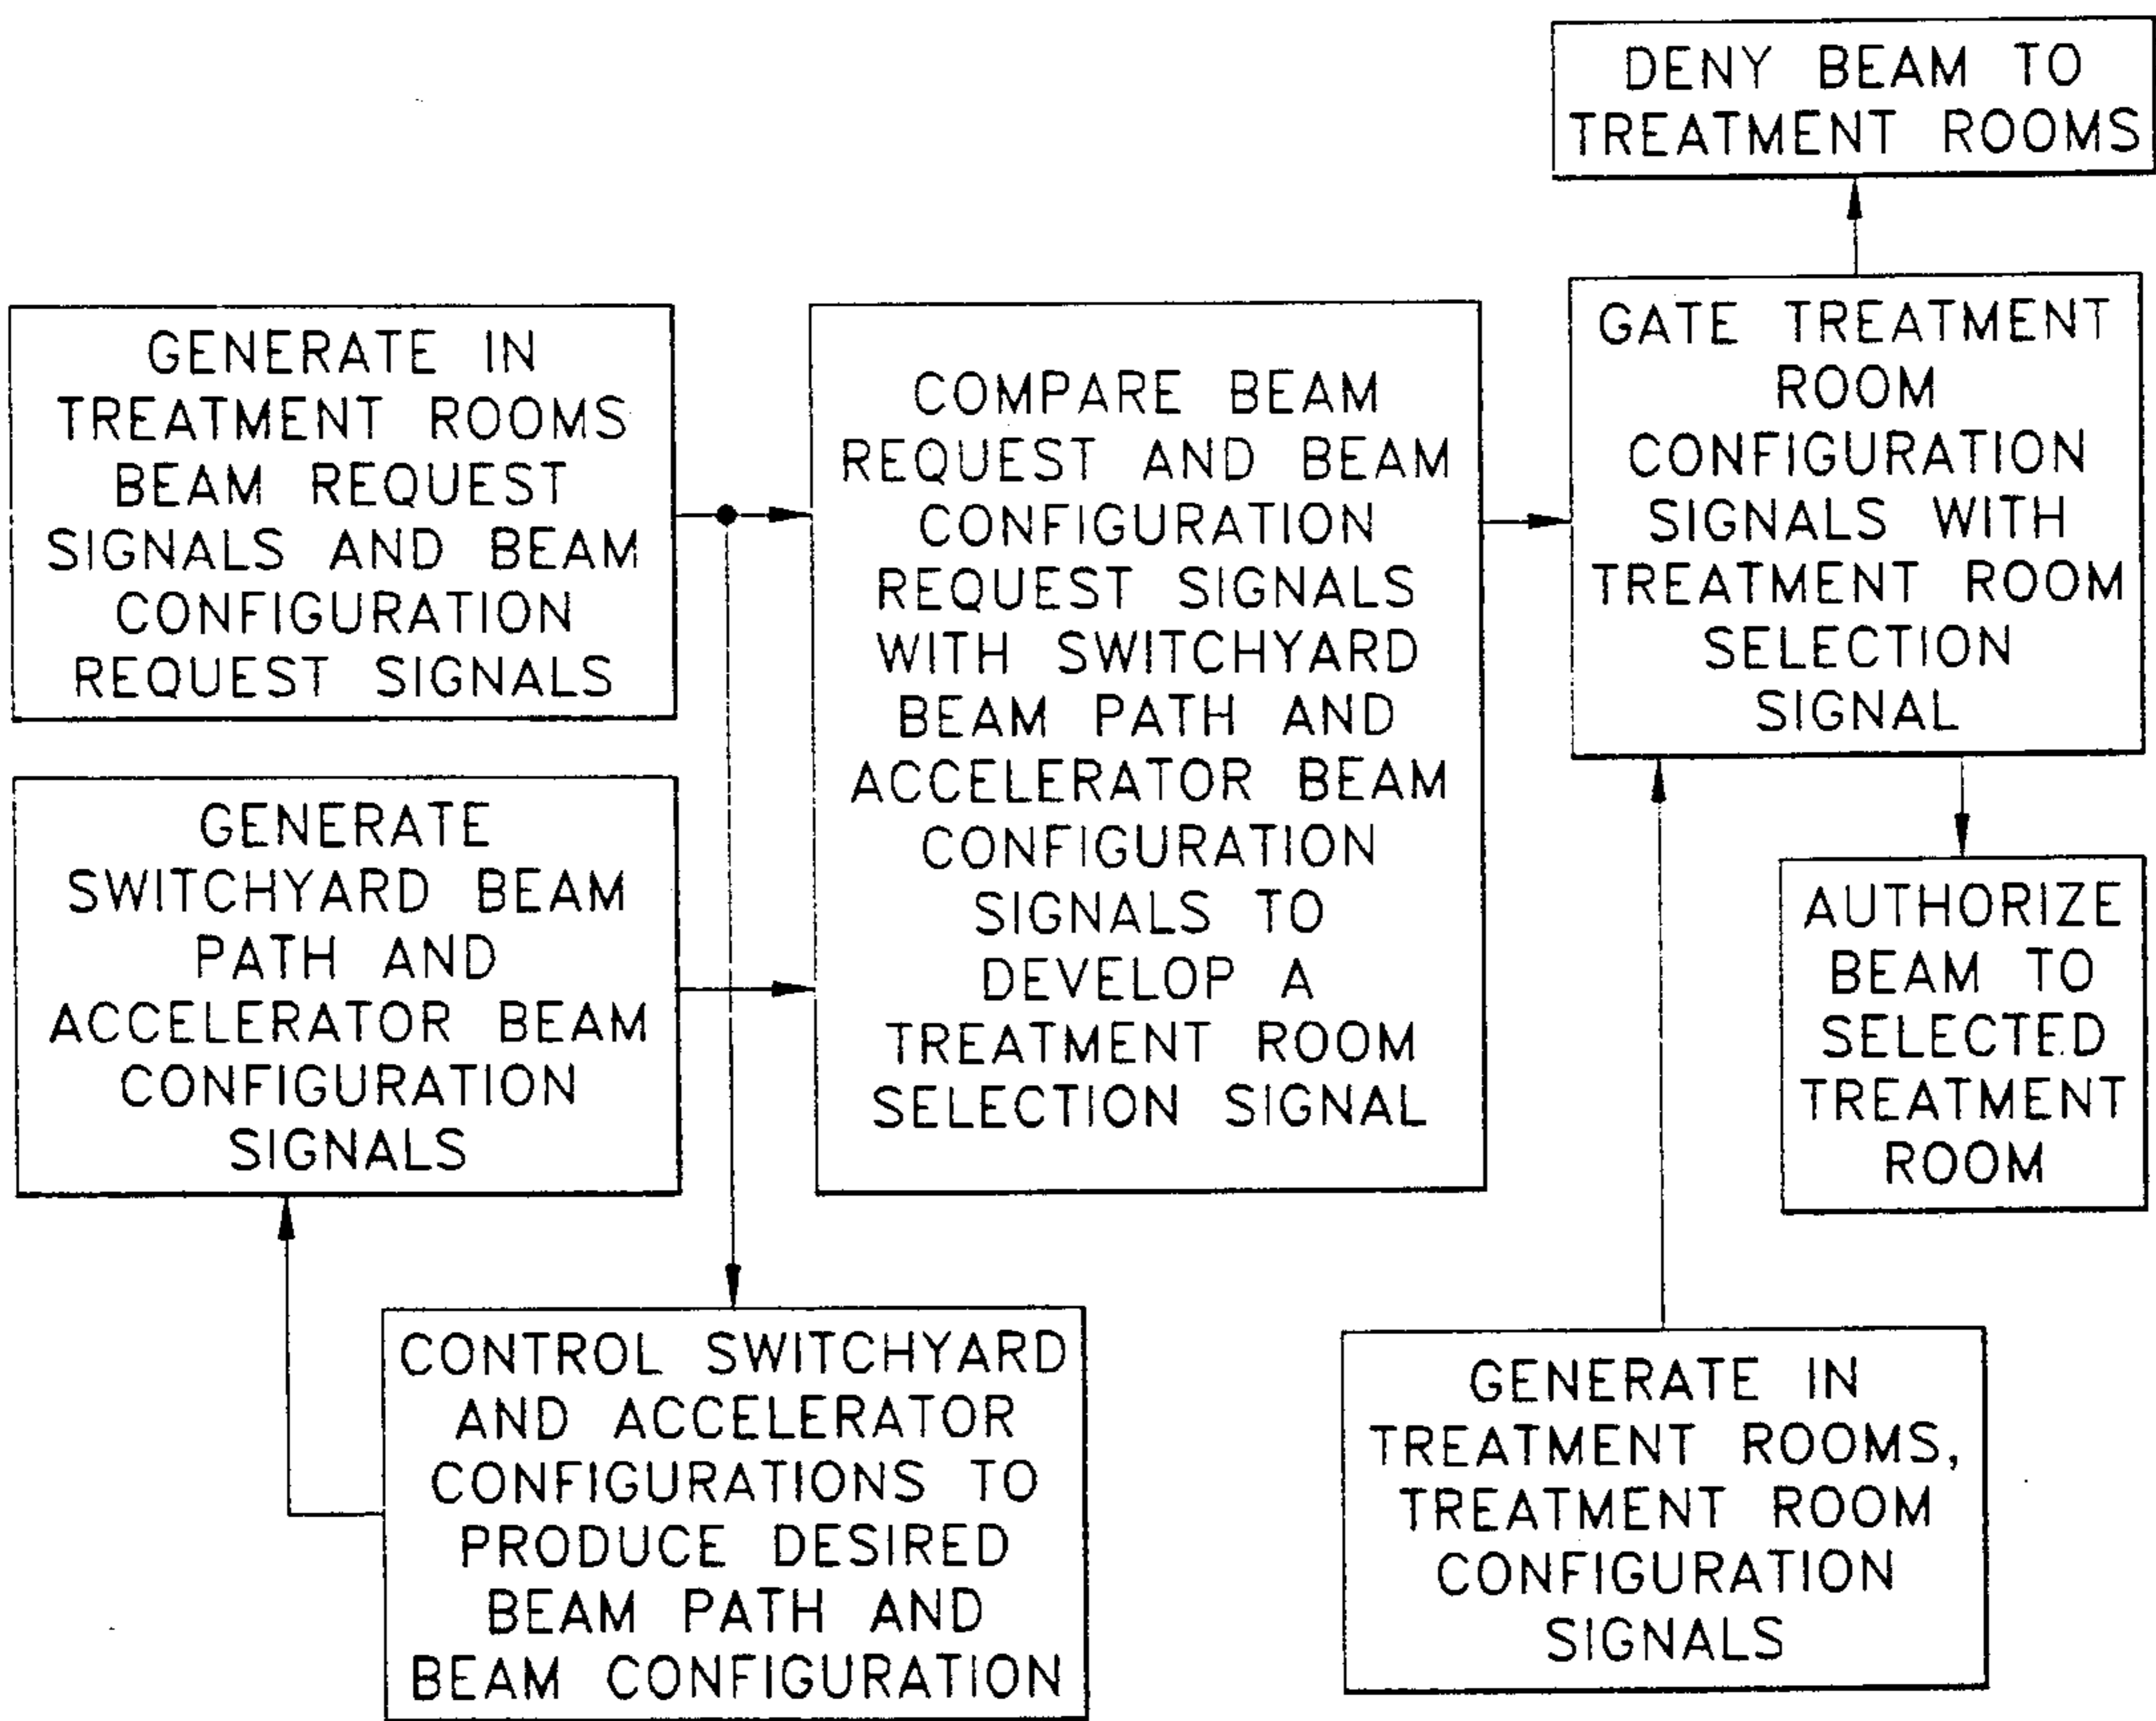 DENY BEAM TO
TREATMENT ROOMS
GENERATE IN
TREATMENT ROOMS
BEAM REQUEST
SIGNALS AND BEAM
CONFIGURATION
REQUEST SIGNALS
COMPARE BEAM
REQUEST AND BEAM
CONFIGURATION
REQUEST SIGNALS
WITH SWITCHYARD
BEAM PATH AND
ACCELERATOR BEAM
CONFIGURATION
SIGNALS TO
DEVELOP A
TREATMENT ROOM
SELECTION SIGNAL
GATE TREATMENT
ROOM
CONFIGURATION
SIGNALS WITH
TREATMENT ROOM
SELECTION
SIGNAL
GENERATE
SWITCHYARD BEAM
PATH AND
ACCELERATOR BEAM
CONFIGURATION
SIGNALS
AUTHORIZE
BEAM TO
SELECTED
TREATMENT
ROOM
CONTROL SWITCHYARD
AND ACCELERATOR
CONFIGURATIONS TO
PRODUCE DESIRED
BEAM PATH AND
BEAM CONFIGURATION
GENERATE IN
TREATMENT ROOMS,
TREATMENT ROOM
CONFIGURATION
SIGNALS